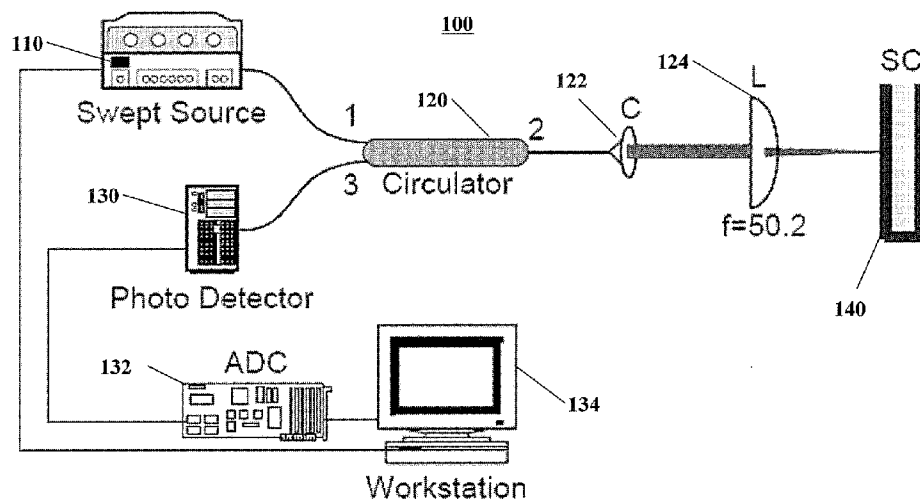 100
110
Swept Source
1
120
2
3
Circulator
122
C
124
L
f=50.2
SC
140
130
Photo Detector
132
ADC
134
Workstation